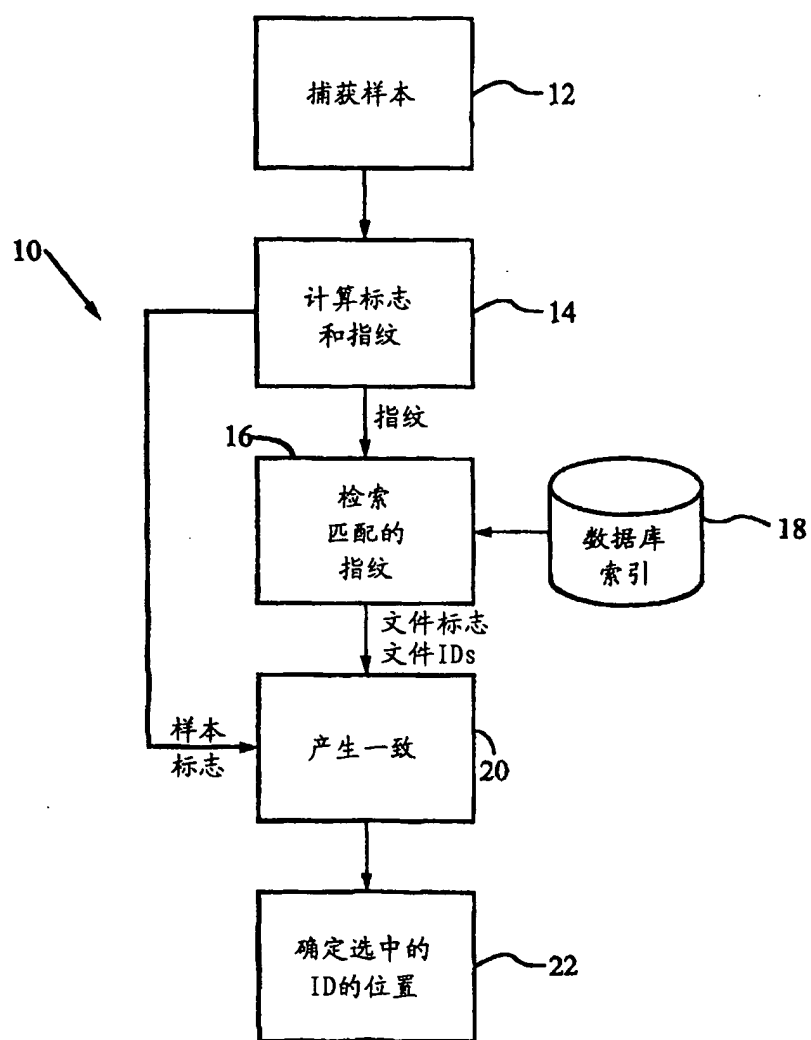 捕获样本
12
10
计算标志
和指纹
14
指纹
16
检索
匹配的
指纹
数据库
索引
18
文件标志
文件IDs
样本
标志
产生一致
20
确定选中的
ID的位置
22